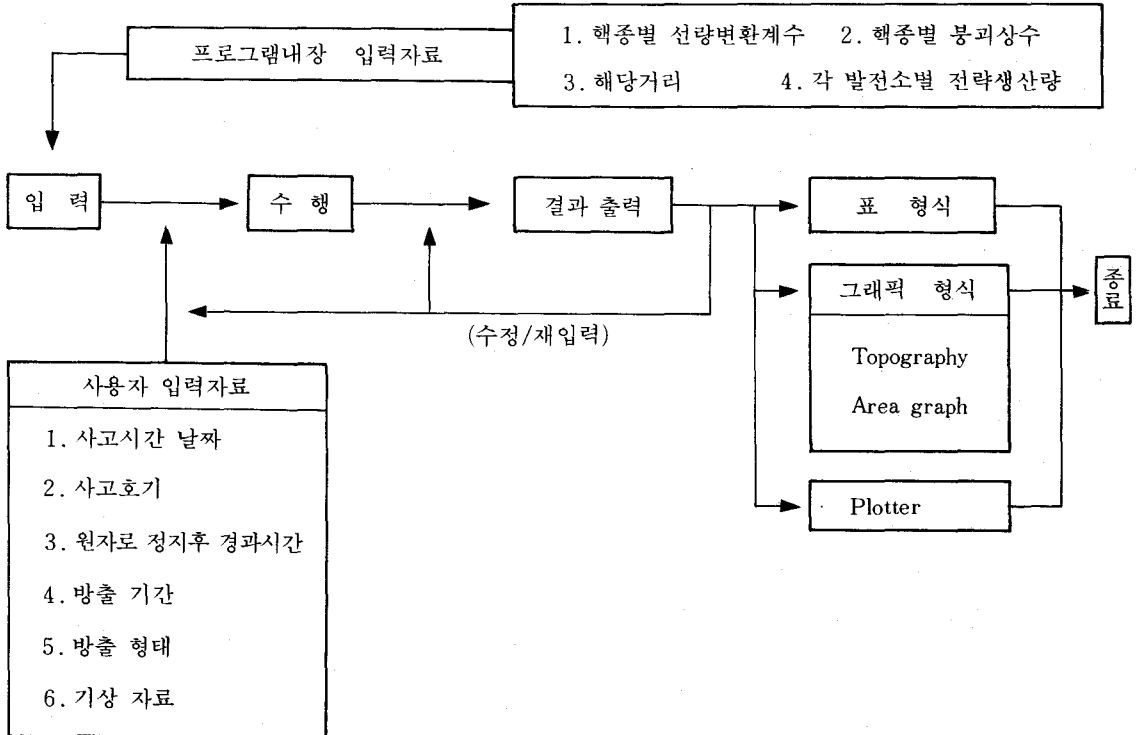 프로그램내장 입력자료
1. 핵종별 선량변환계수 2. 핵종별 붕괴상수
3. 해당거리 4. 각 발전소별 전략생산량
입 력
수 행
결과 출력
표 형식
그래픽 형식
Topography
Area graph
Plotter
종료
(수정/재입력)
사용자 입력자료
1. 사고시간 날짜
2. 사고호기
3. 원자로 정지후 경과시간
4. 방출 기간
5. 방출 형태
6. 기상 자료